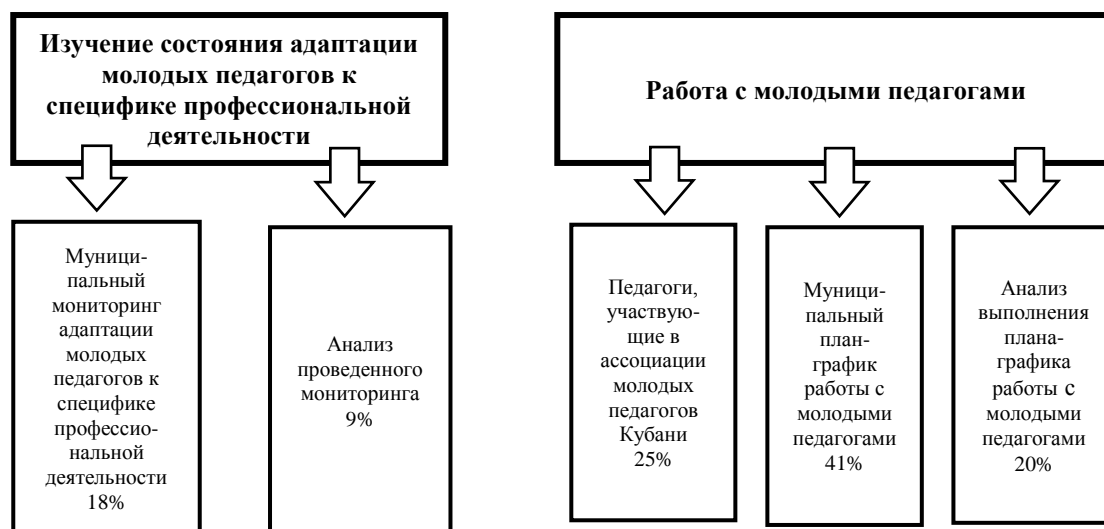 Изучение состояния адаптации
молодых педагогов к
специфике профессиональной
деятельности
Работа с молодыми педагогами
Муници-
пальный
мониторинг
адаптации
молодых
педагогов к
специфике
профессио-
нальной
деятельности
18%
Анализ
проведенного
мониторинга
9%
Педагоги,
участвую-
щие в
ассоциации
молодых
педагогов
Кубани
25%
Муници-
пальный
план-
график
работы с
молодыми
педагогами
41%
Анализ
выполнения
плана-
графика
работы с
молодыми
педагогами
20%